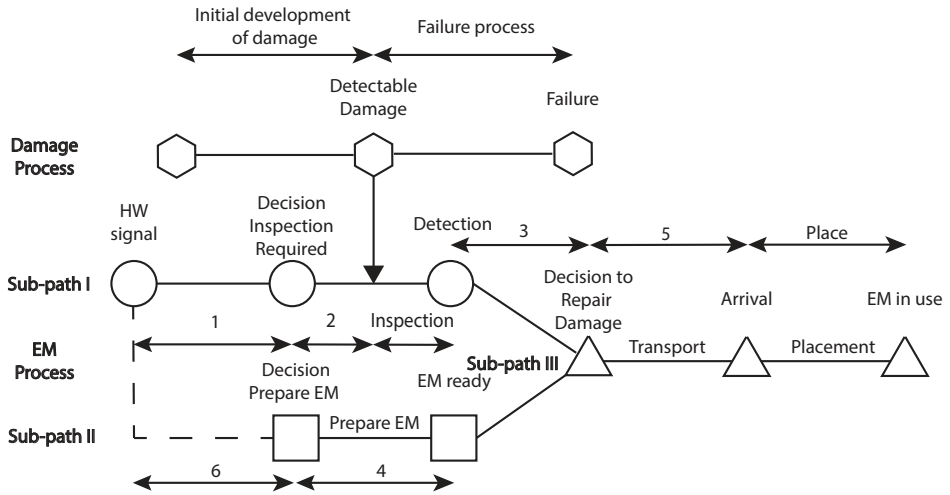 Initial development
of damage
Failure process
Detectable
Damage
Failure
Damage
Process
HW
signal
Decision
Inspection
Required
Detection
3
5
Place
Sub-path I
Decision to
Repair
Damage
Arrival
EM in use
1
2
Inspection
EM
Process
Decision
Prepare EM
EM ready
Sub-path III
Transport
Placement
Sub-path II
Prepare EM
6
4